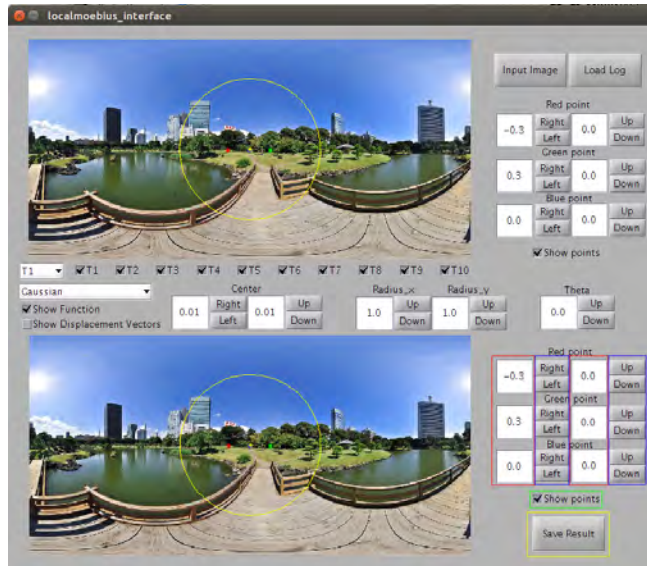 localmoebius_interface
Input Image Load Log
Red point
-0.3 Right Left 0.0 Up Down
Green point
0.3 Right Left 0.0 Up Down
Blue point
0.0 Right Left 0.0 Up Down
Show points
T1 T1 T2 T3 T4 T5 T6 T7 T8 T9 T10
Gaussian
Show Function
Show Displacement Vectors
Center
0.01 Right Left 0.01 Up Down
Radius_x Radius_y
1.0 Up Down 1.0 Up Down
Theta
0.0 Up Down
Red point
-0.3 Right Left 0.0 Up Down
Green point
0.3 Right Left 0.0 Up Down
Blue point
0.0 Right Left 0.0 Up Down
Show points
Save Result